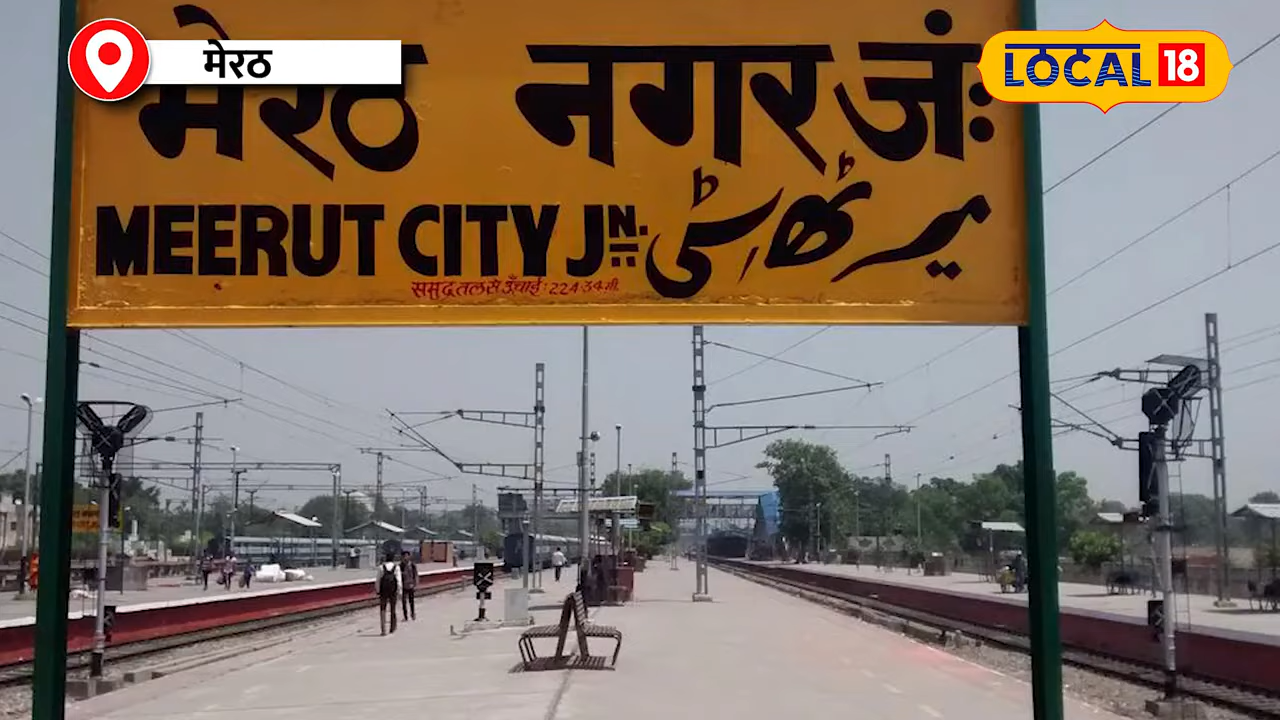 मेरठ
LOCAL 18
मेरठ नगर जंः
MEERUT CITY JN.
میرٹھ سٹی
समुद्र तल से ऊँचाई : 224.34 मी.